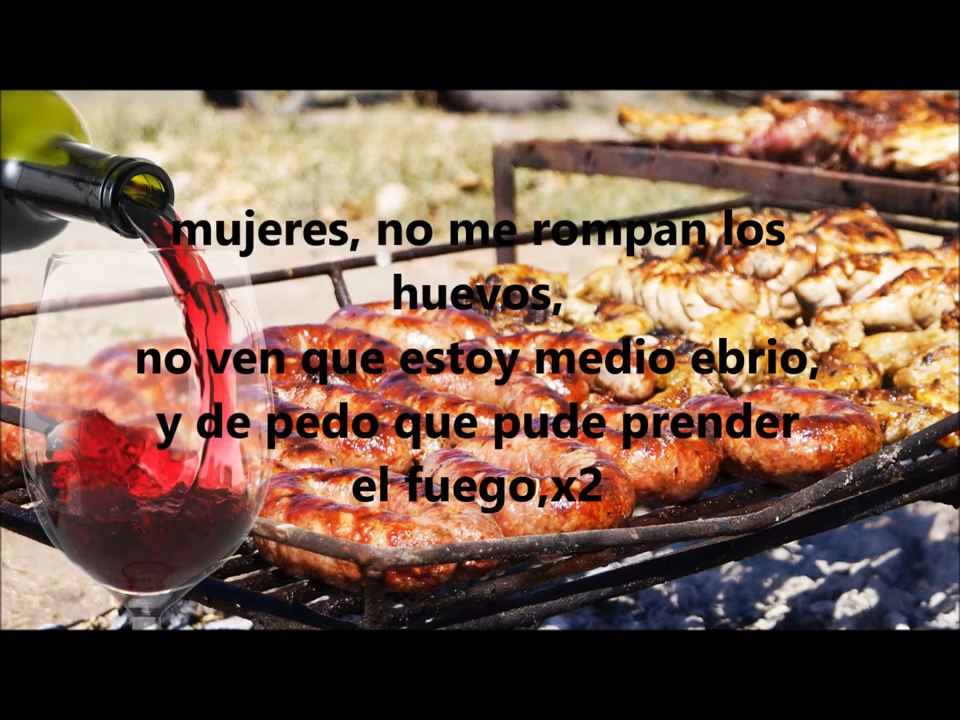 mujeres, no me rompan los
huevos,
no ven que estoy medio ebrio,
y de pedo que pude prender
el fuego,x2